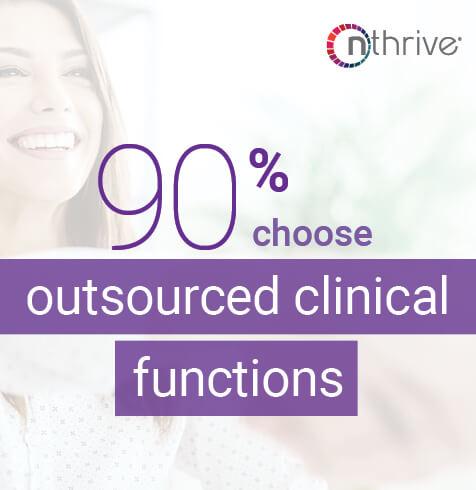 nthrive
90%
choose
outsourced clinical
functions